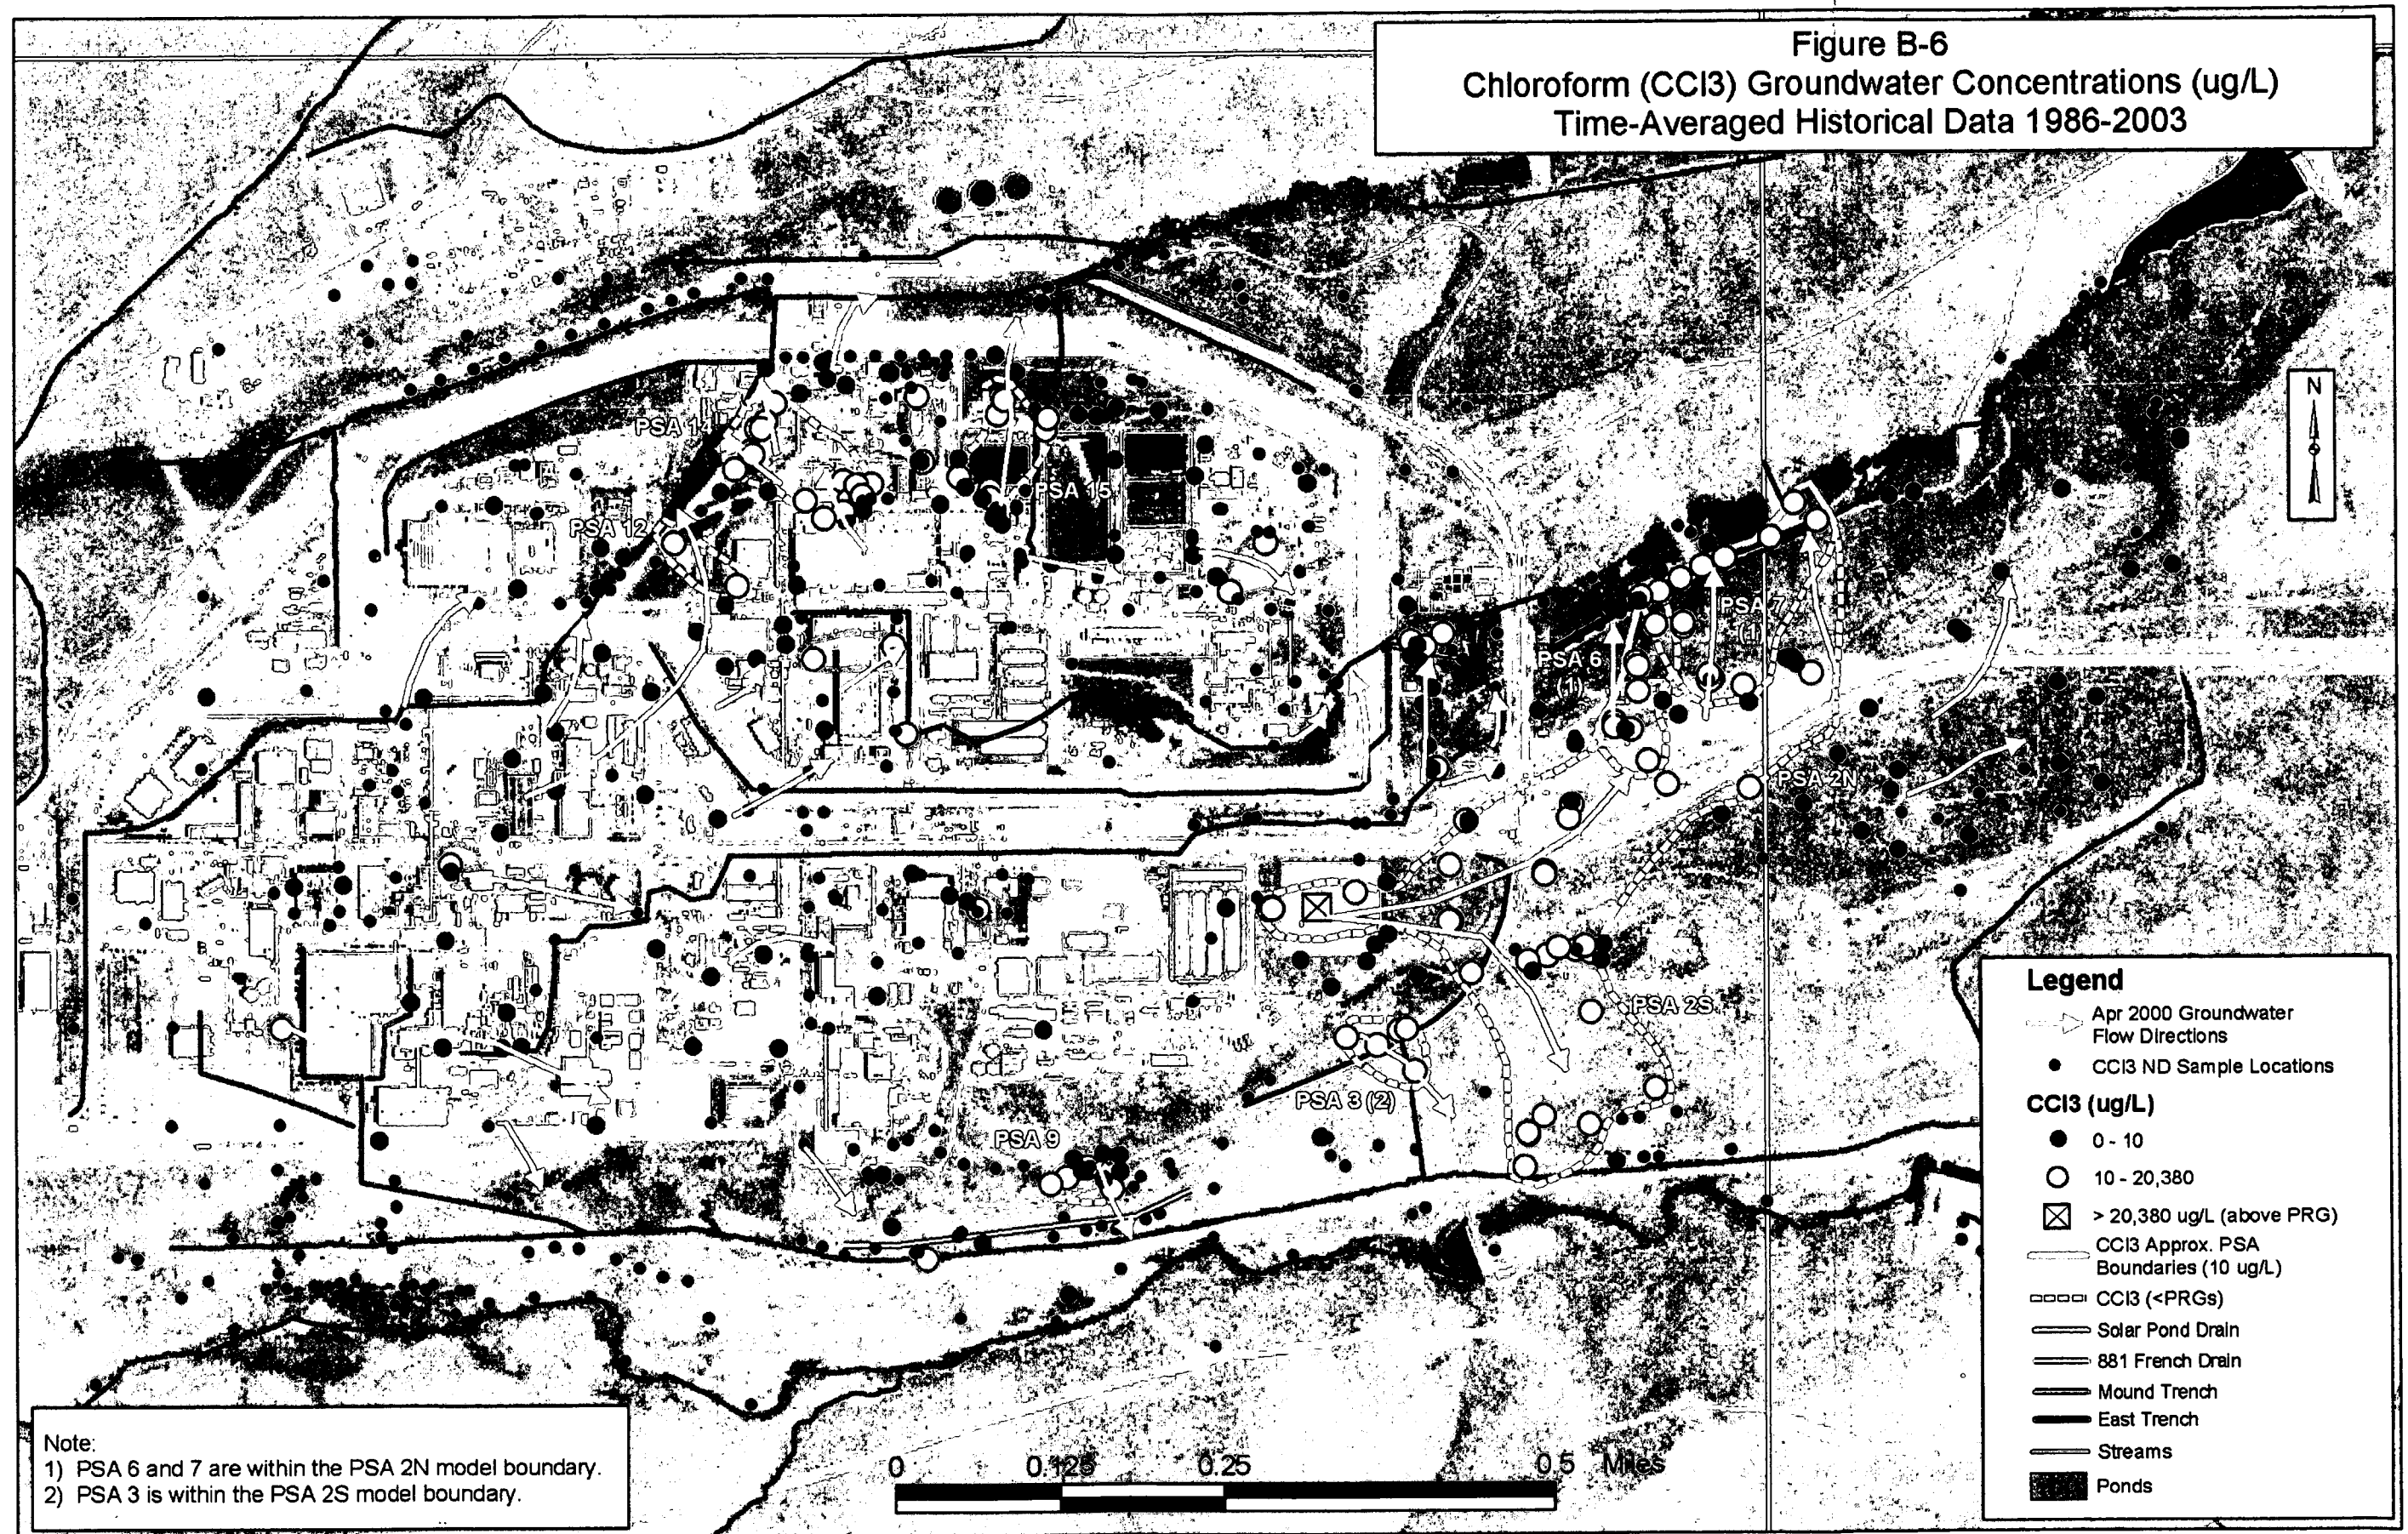 Figure B-6
Chloroform (CCl3) Groundwater Concentrations (ug/L)
Time-Averaged Historical Data 1986-2003
N
PSA 14
PSA 15
PSA 12
PSA 7
(1)
PSA 6
(1)
PSA 2N
PSA 2S
PSA 3 (2)
PSA 9
Legend
Apr 2000 Groundwater
Flow Directions
CCl3 ND Sample Locations
CCl3 (ug/L)
0 - 10
10 - 20,380
> 20,380 ug/L (above PRG)
CCl3 Approx. PSA
Boundaries (10 ug/L)
CCl3 (<PRGs)
Solar Pond Drain
881 French Drain
Mound Trench
East Trench
Streams
Ponds
Note:
1) PSA 6 and 7 are within the PSA 2N model boundary.
2) PSA 3 is within the PSA 2S model boundary.
0 0.125 0.25 0.5 Miles